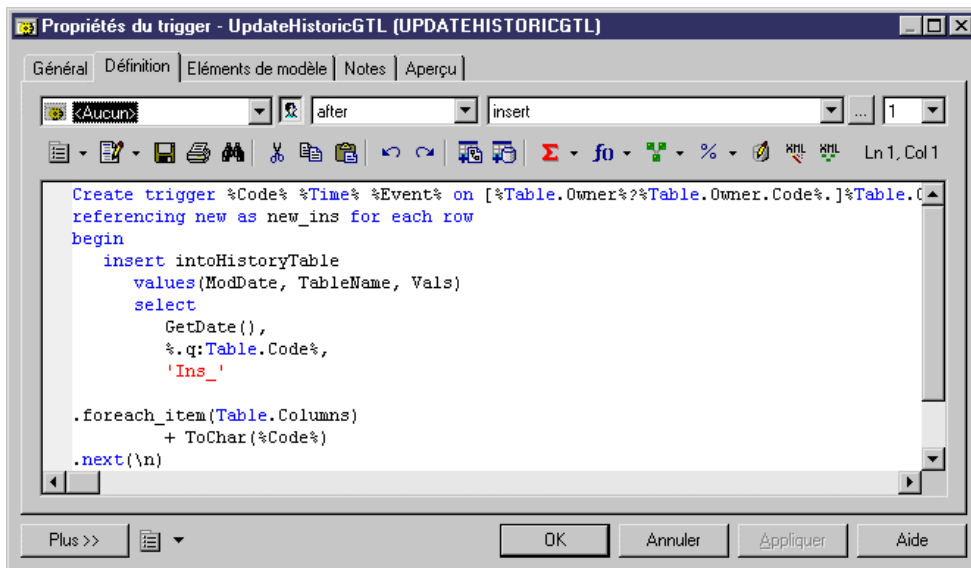 Propriétés du trigger - UpdateHistoricGTL (UPDATEHISTORICGTL)
Général Définition Eléments de modèle Notes Aperçu
<Aucun> after insert ... 1
Σ fo % XML XML Ln 1, Col 1
Create trigger %Code% %Time% %Event% on [%Table.Owner%?%Table.Owner.Code%.]%Table.
referencing new as new_ins for each row
begin
insert intoHistoryTable
values(ModDate, TableName, Vals)
select
GetDate(),
%.q:Table.Code%,
'Ins_'
.foreach_item(Table.Columns)
+ ToChar(%Code%)
.next(\n)
Plus >> OK Annuler Appliquer Aide